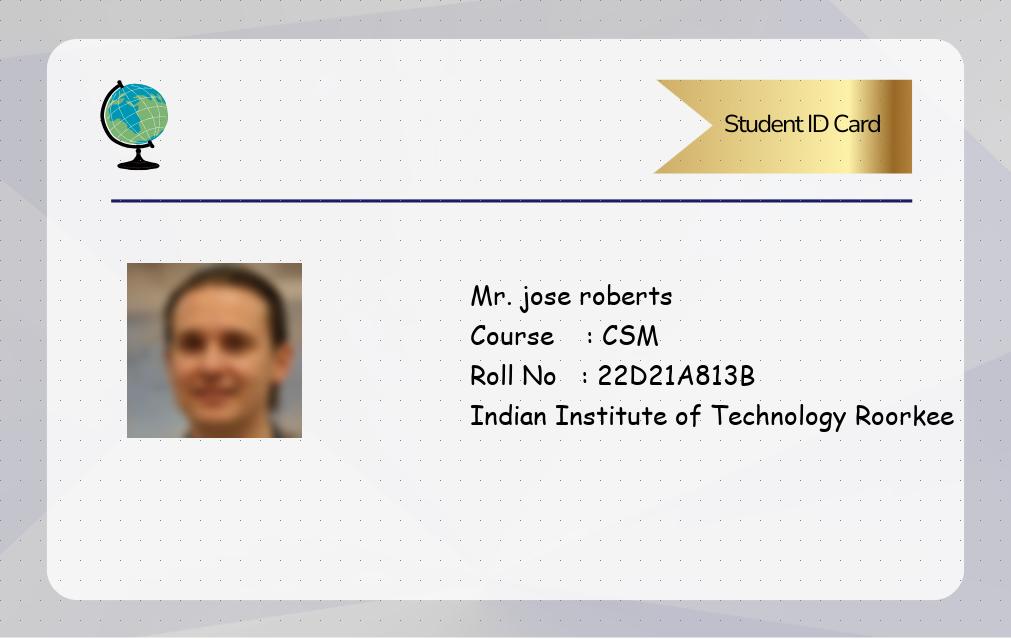 Student ID Card
Mr. jose roberts
Course : CSM
Roll No : 22D21A813B
Indian Institute of Technology Roorkee